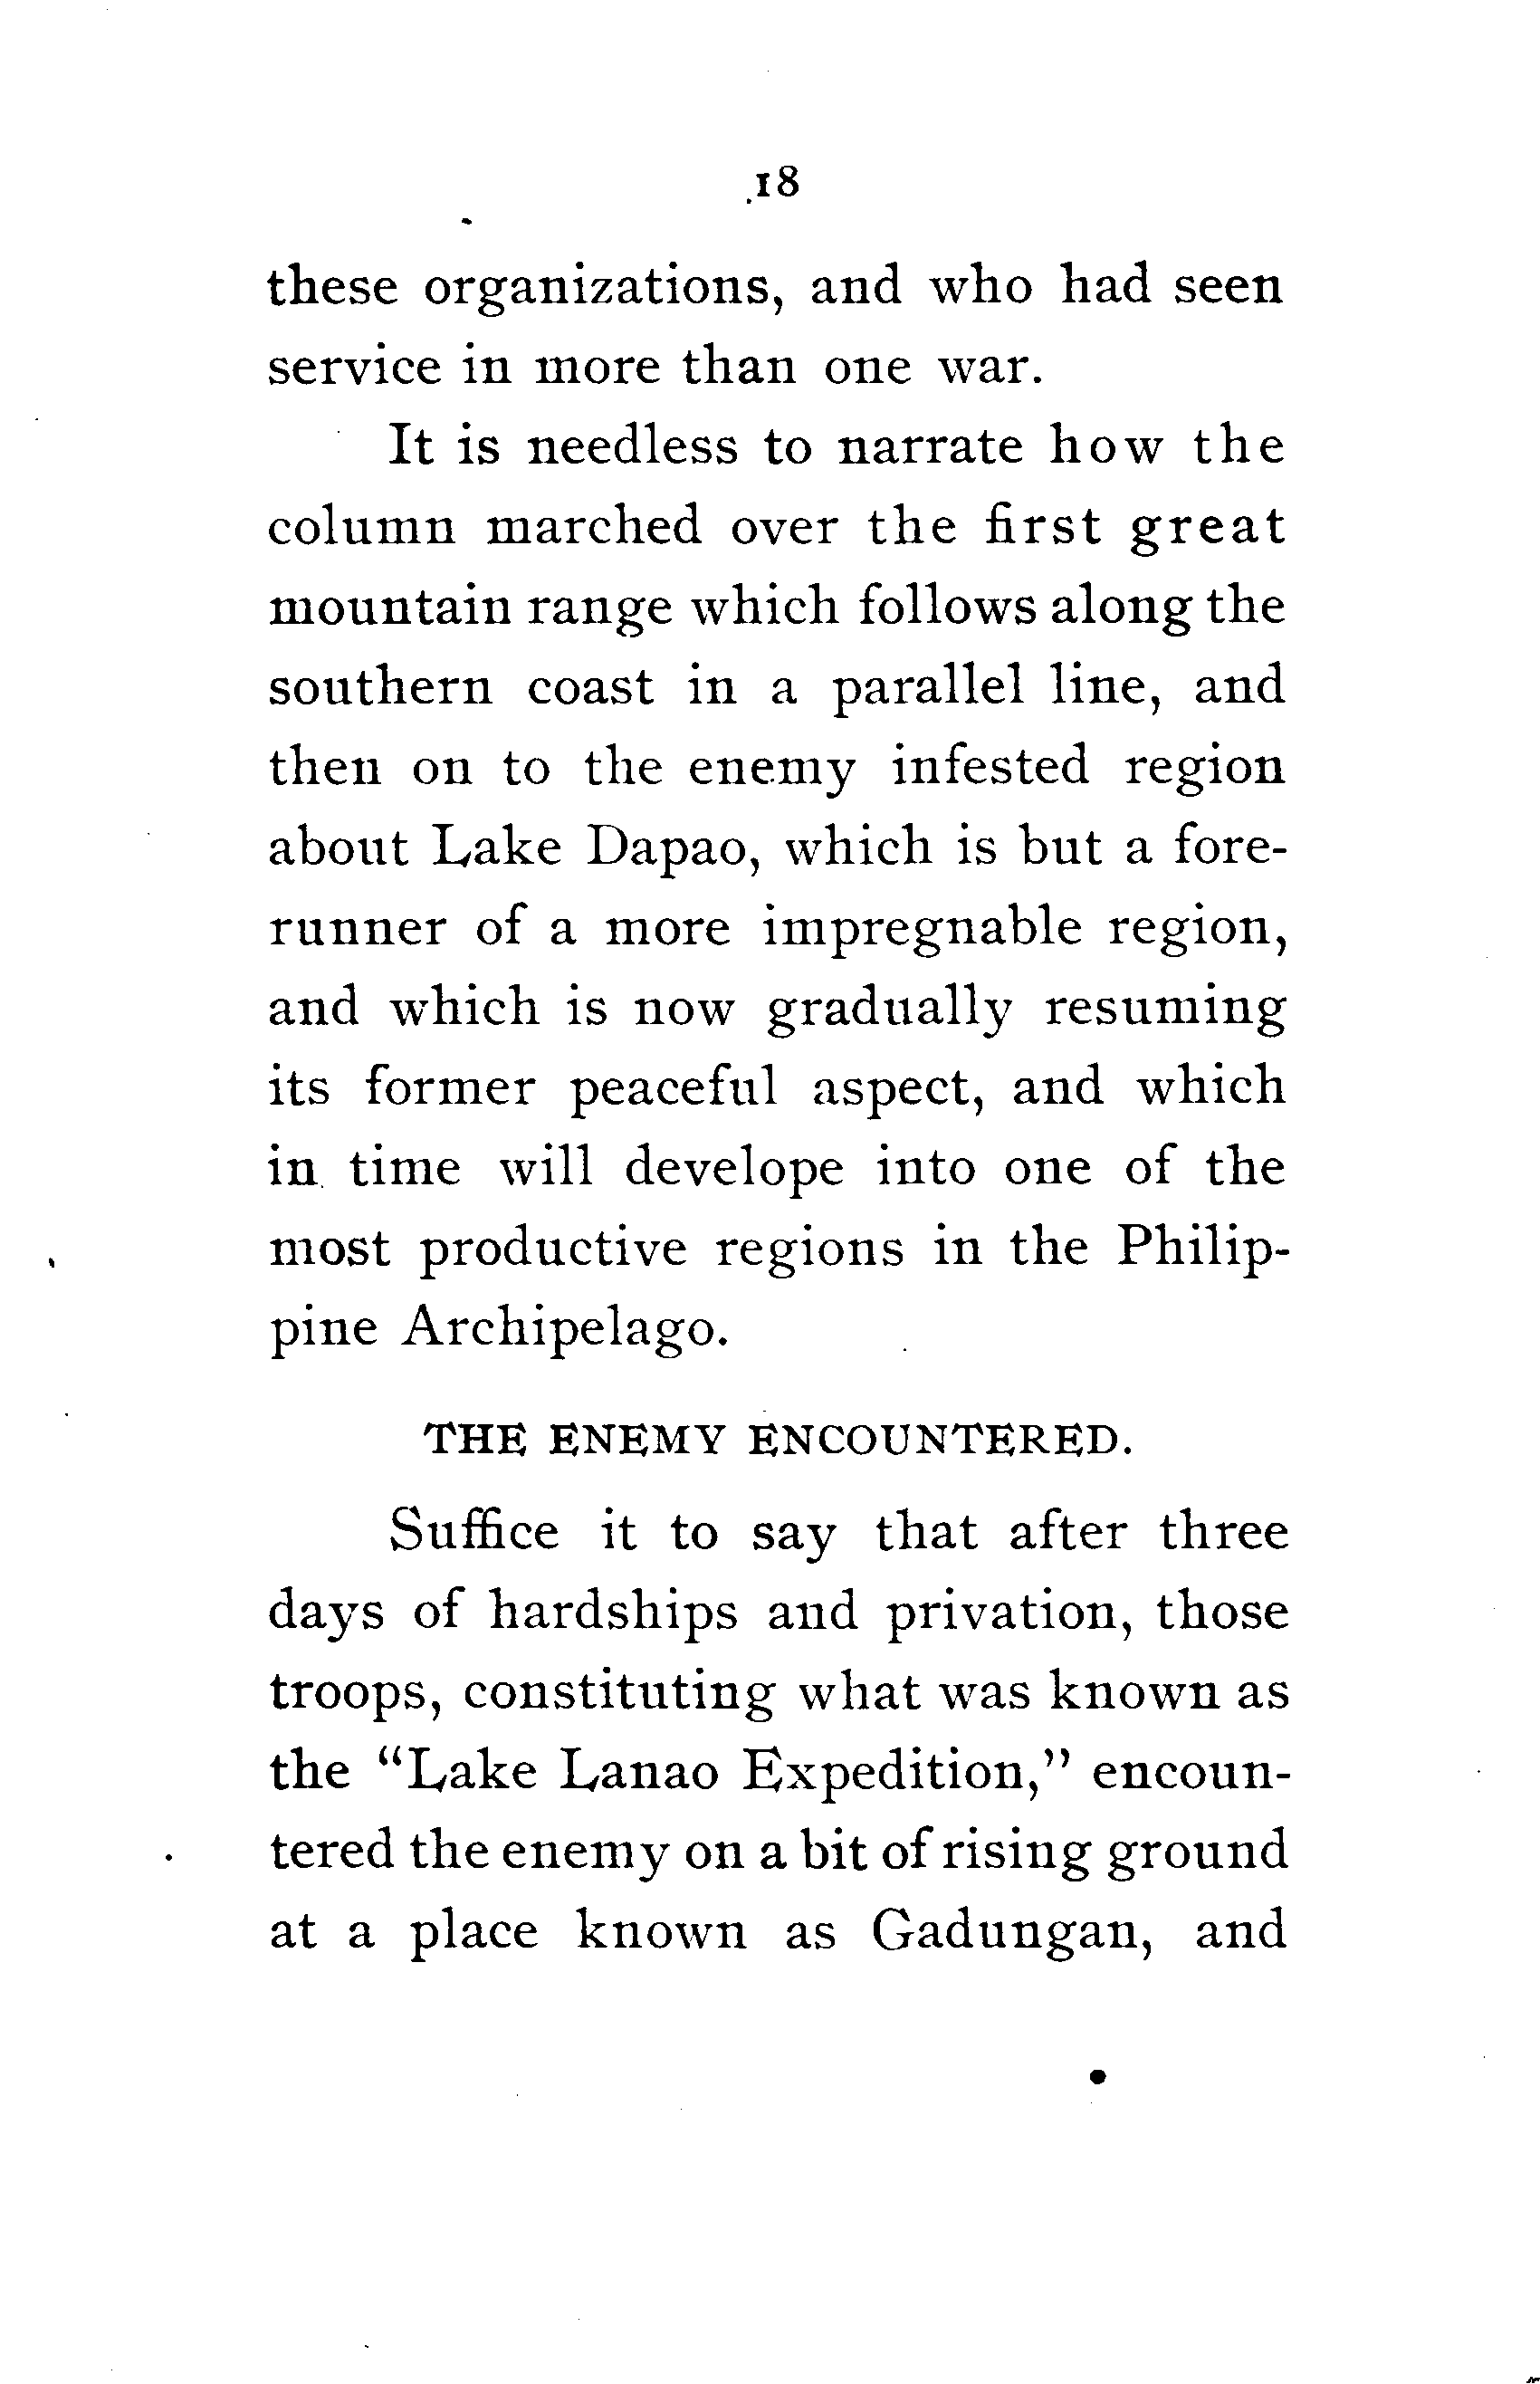 18
these organizations, and who had seen
service in more than one war.
It is needless to narrate how the
column marched over the first great
mountain range which follows along the
southern coast in a parallel line, and
then on to the enemy infested region
about Lake Dapao, which is but a fore-
runner of a more impregnable region,
and which is now gradually resuming
its former peaceful aspect, and which
in time will develope into one of the
most productive regions in the Philip-
pine Archipelago.
THE ENEMY ENCOUNTERED.
Suffice it to say that after three
days of hardships and privation, those
troops, constituting what was known as
the "Lake Lanao Expedition," encoun-
tered the enemy on a bit of rising ground
at a place known as Gadungan, and